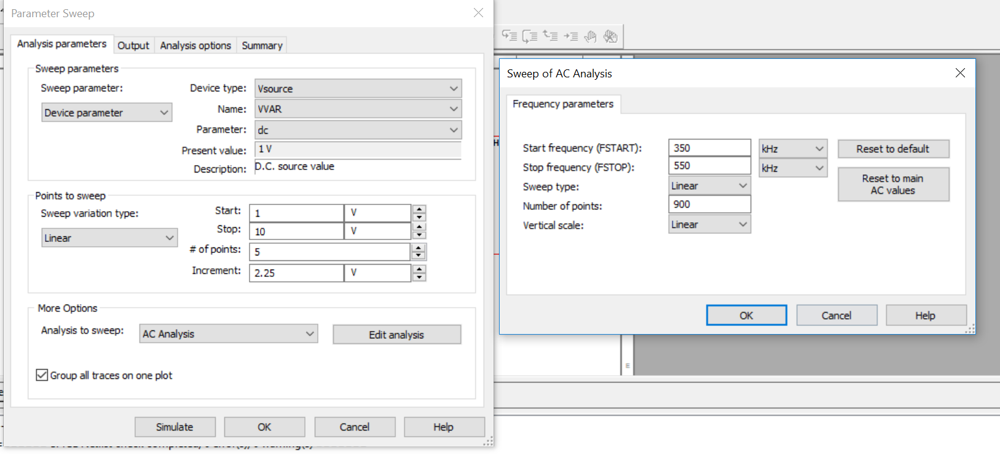 Parameter Sweep
Analysis parameters
Output
Analysis options
Summary
Sweep parameters
Sweep parameter:
Device parameter
Device type:
Vsource
Name:
VVAR
Parameter:
dc
Present value:
1 V
Description:
D.C. source value
Points to sweep
Sweep variation type:
Linear
Start:
1
V
Stop:
10
V
# of points:
5
Increment:
2.25
V
More Options
Analysis to sweep:
AC Analysis
Edit analysis
Group all traces on one plot
Simulate
OK
Cancel
Help
Sweep of AC Analysis
Frequency parameters
Start frequency (FSTART):
350
kHz
Reset to default
Stop frequency (FSTOP):
550
kHz
Reset to main
AC values
Sweep type:
Linear
Number of points:
900
Vertical scale:
Linear
OK
Cancel
Help
H
E